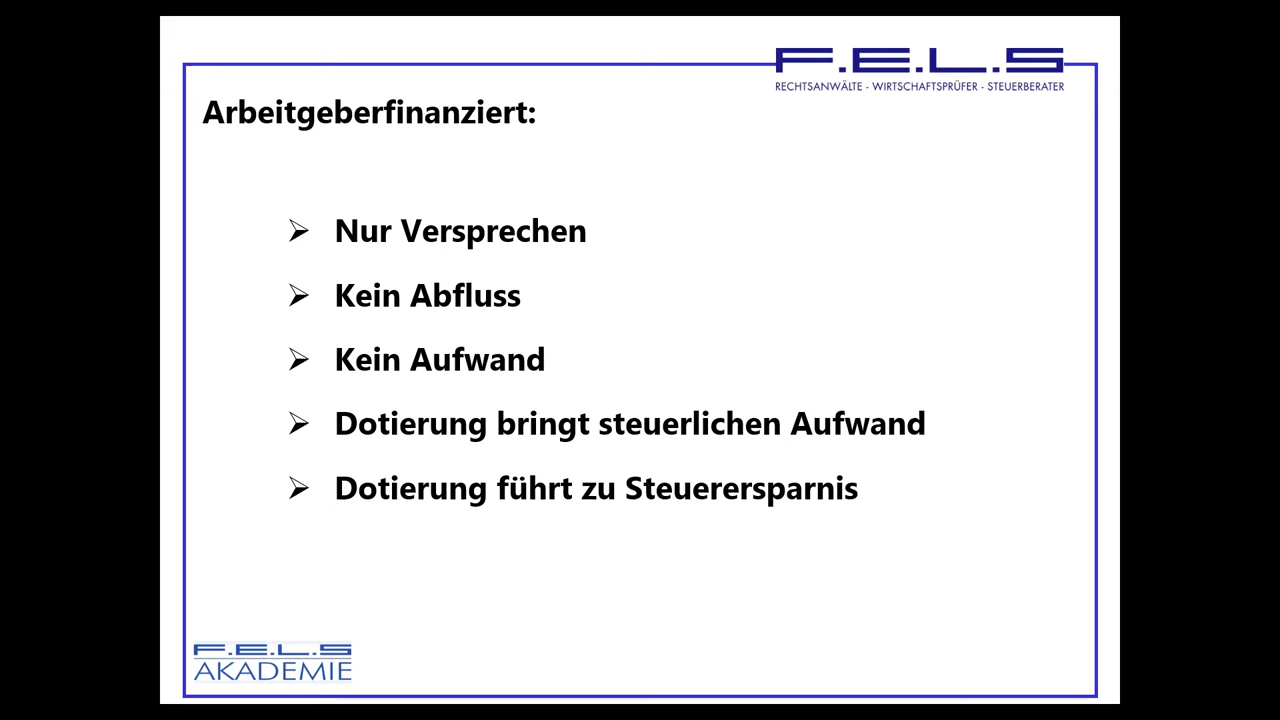 F.E.L.S
RECHTSANWÄLTE - WIRTSCHAFTSPRÜFER - STEUERBERATER
Arbeitgeberfinanziert:
➢ Nur Versprechen
➢ Kein Abfluss
➢ Kein Aufwand
➢ Dotierung bringt steuerlichen Aufwand
➢ Dotierung führt zu Steuerersparnis
F.E.L.S
AKADEMIE